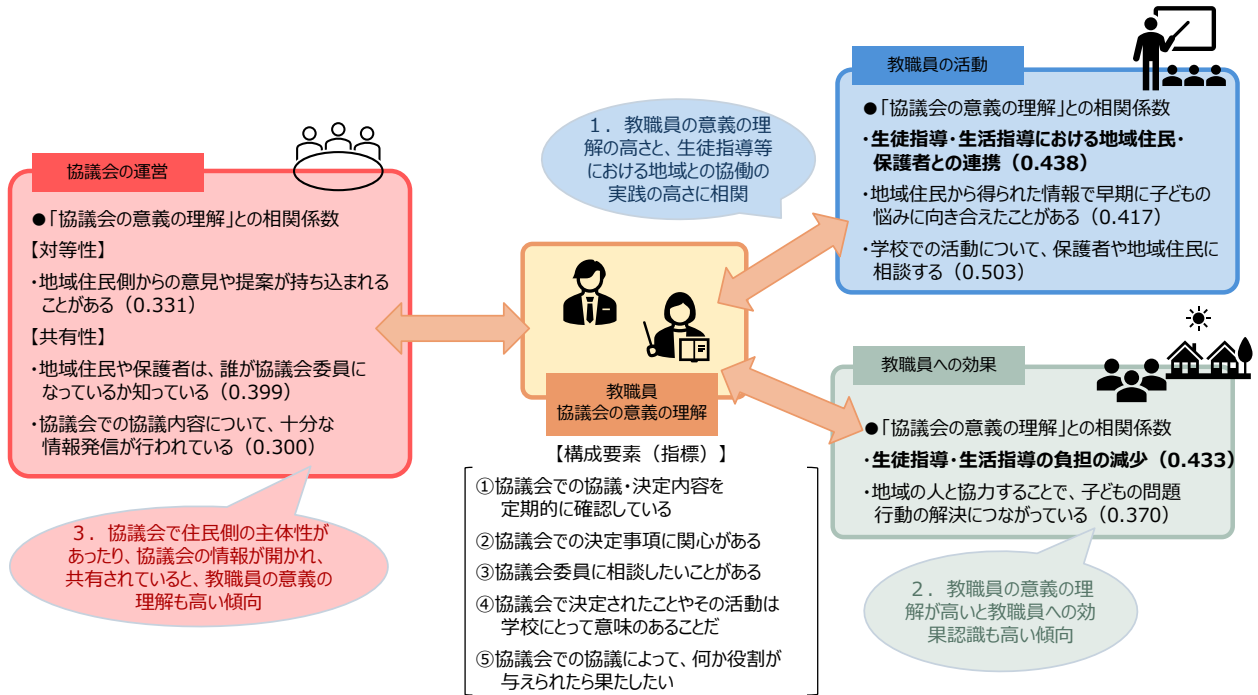 協議会の運営
●「協議会の意義の理解」との相関係数
【対等性】
・地域住民側からの意見や提案が持ち込まれる
ことがある（0.331）
【共有性】
・地域住民や保護者は、誰が協議会委員に
なっているか知っている（0.399）
・協議会での協議内容について、十分な
情報発信が行われている（0.300）
３．協議会で住民側の主体性が
あったり、協議会の情報が開かれ、
共有されていると、教職員の意義の
理解も高い傾向
１．教職員の意義の理
解の高さと、生徒指導等
における地域との協働の
実践の高さに相関
教職員
協議会の意義の理解
【構成要素（指標）】
①協議会での協議・決定内容を
定期的に確認している
②協議会での決定事項に関心がある
③協議会委員に相談したいことがある
④協議会で決定されたことやその活動は
学校にとって意味のあることだ
⑤協議会での協議によって、何か役割が
与えられたら果たしたい
教職員の活動
●「協議会の意義の理解」との相関係数
・生徒指導・生活指導における地域住民・
保護者との連携（0.438）
・地域住民から得られた情報で早期に子どもの
悩みに向き合えたことがある（0.417）
・学校での活動について、保護者や地域住民に
相談する（0.503）
教職員への効果
●「協議会の意義の理解」との相関係数
・生徒指導・生活指導の負担の減少（0.433）
・地域の人と協力することで、子どもの問題
行動の解決につながっている（0.370）
２．教職員の意義の理
解が高いと教職員への効
果認識も高い傾向